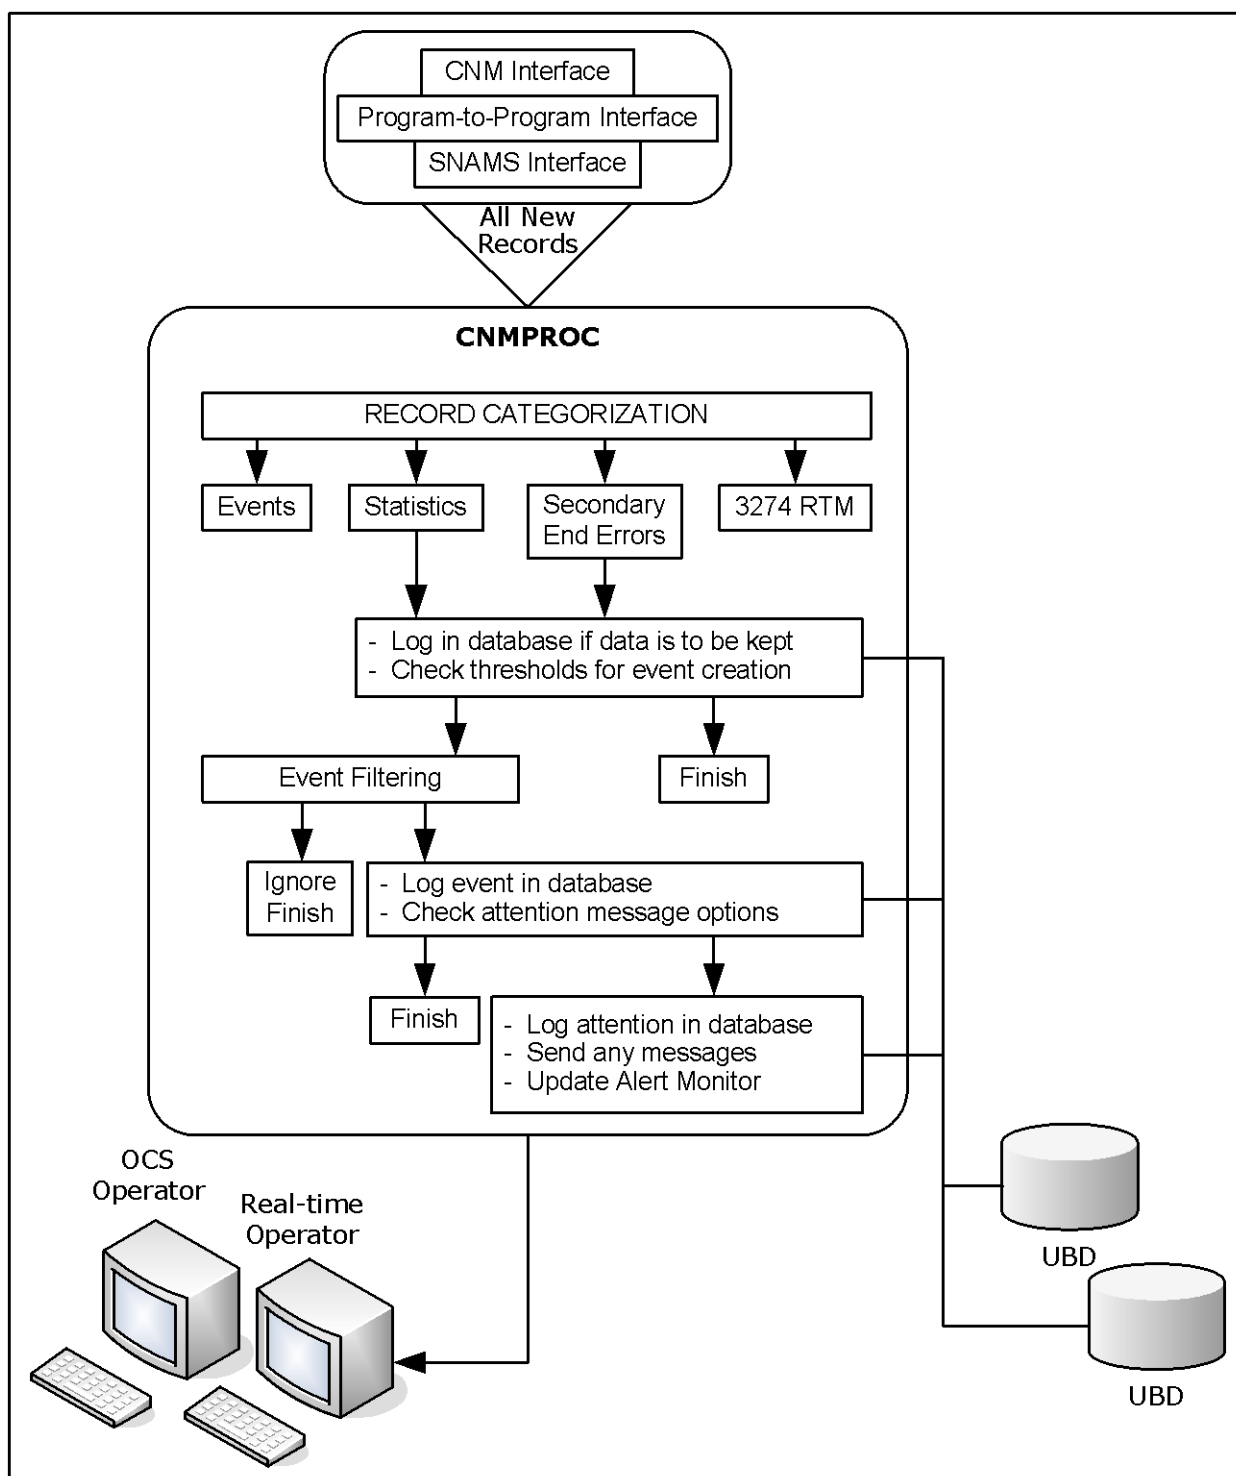 CNM Interface
Program-to-Program Interface
SNAMS Interface
All New
Records
CNMPROC
RECORD CATEGORIZATION
Events
Statistics
Secondary
End Errors
3274 RTM
- Log in database if data is to be kept
- Check thresholds for event creation
Event Filtering
Finish
Ignore
Finish
- Log event in database
- Check attention message options
Finish
- Log attention in database
- Send any messages
- Update Alert Monitor
OCS
Operator
Real-time
Operator
UBD
UBD